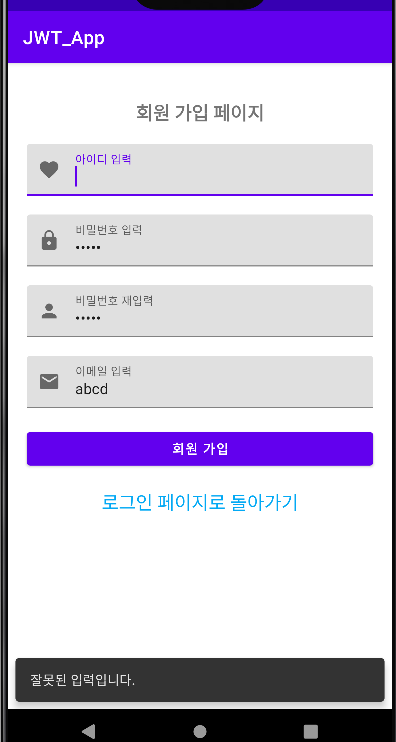 JWT_App
회원 가입 페이지
아이디 입력
비밀번호 입력
•••••
비밀번호 재입력
•••••
이메일 입력
abcd
회원 가입
로그인 페이지로 돌아가기
잘못된 입력입니다.